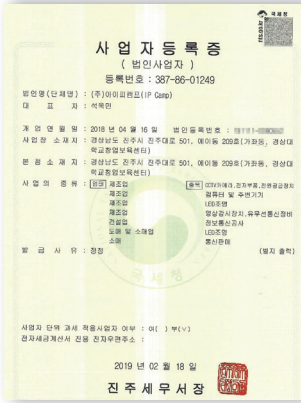 국세청
nts.go.kr
사업자등록증
( 법인사업자 )
등록번호 : 387-86-01249
법인명(단체명) : (주)아이피캠프(IP Camp)
대 표 자 : 석욱민
개 업 연 월 일 : 2018 년 04 월 16 일 법인등록번호 :
사업장 소재지 : 경상남도 진주시 진주대로 501, 에이동 209호(가좌동, 경상대
학교창업보육센터)
본 점 소 재 지 : 경상남도 진주시 진주대로 501, 에이동 209호(가좌동, 경상대
학교창업보육센터)
사 업 의 종 류 : 업태 제조업 종목 CCTV카메라,전자부품,전원공급장치
제조업 컴퓨터 및 주변기기
제조업 LED조명
제조업 영상감시장치,유무선통신장비
건설업 정보통신공사
도매 및 소매업 LED조명
소매 통신판매
발 급 사 유 : 정정 (별지 출력)
국세청
사업자 단위 과세 적용사업자 여부 : 여( ) 부(∨)
전자세금계산서 전용 전자우편주소 :
2019 년 02 월 18 일
진주세무서장